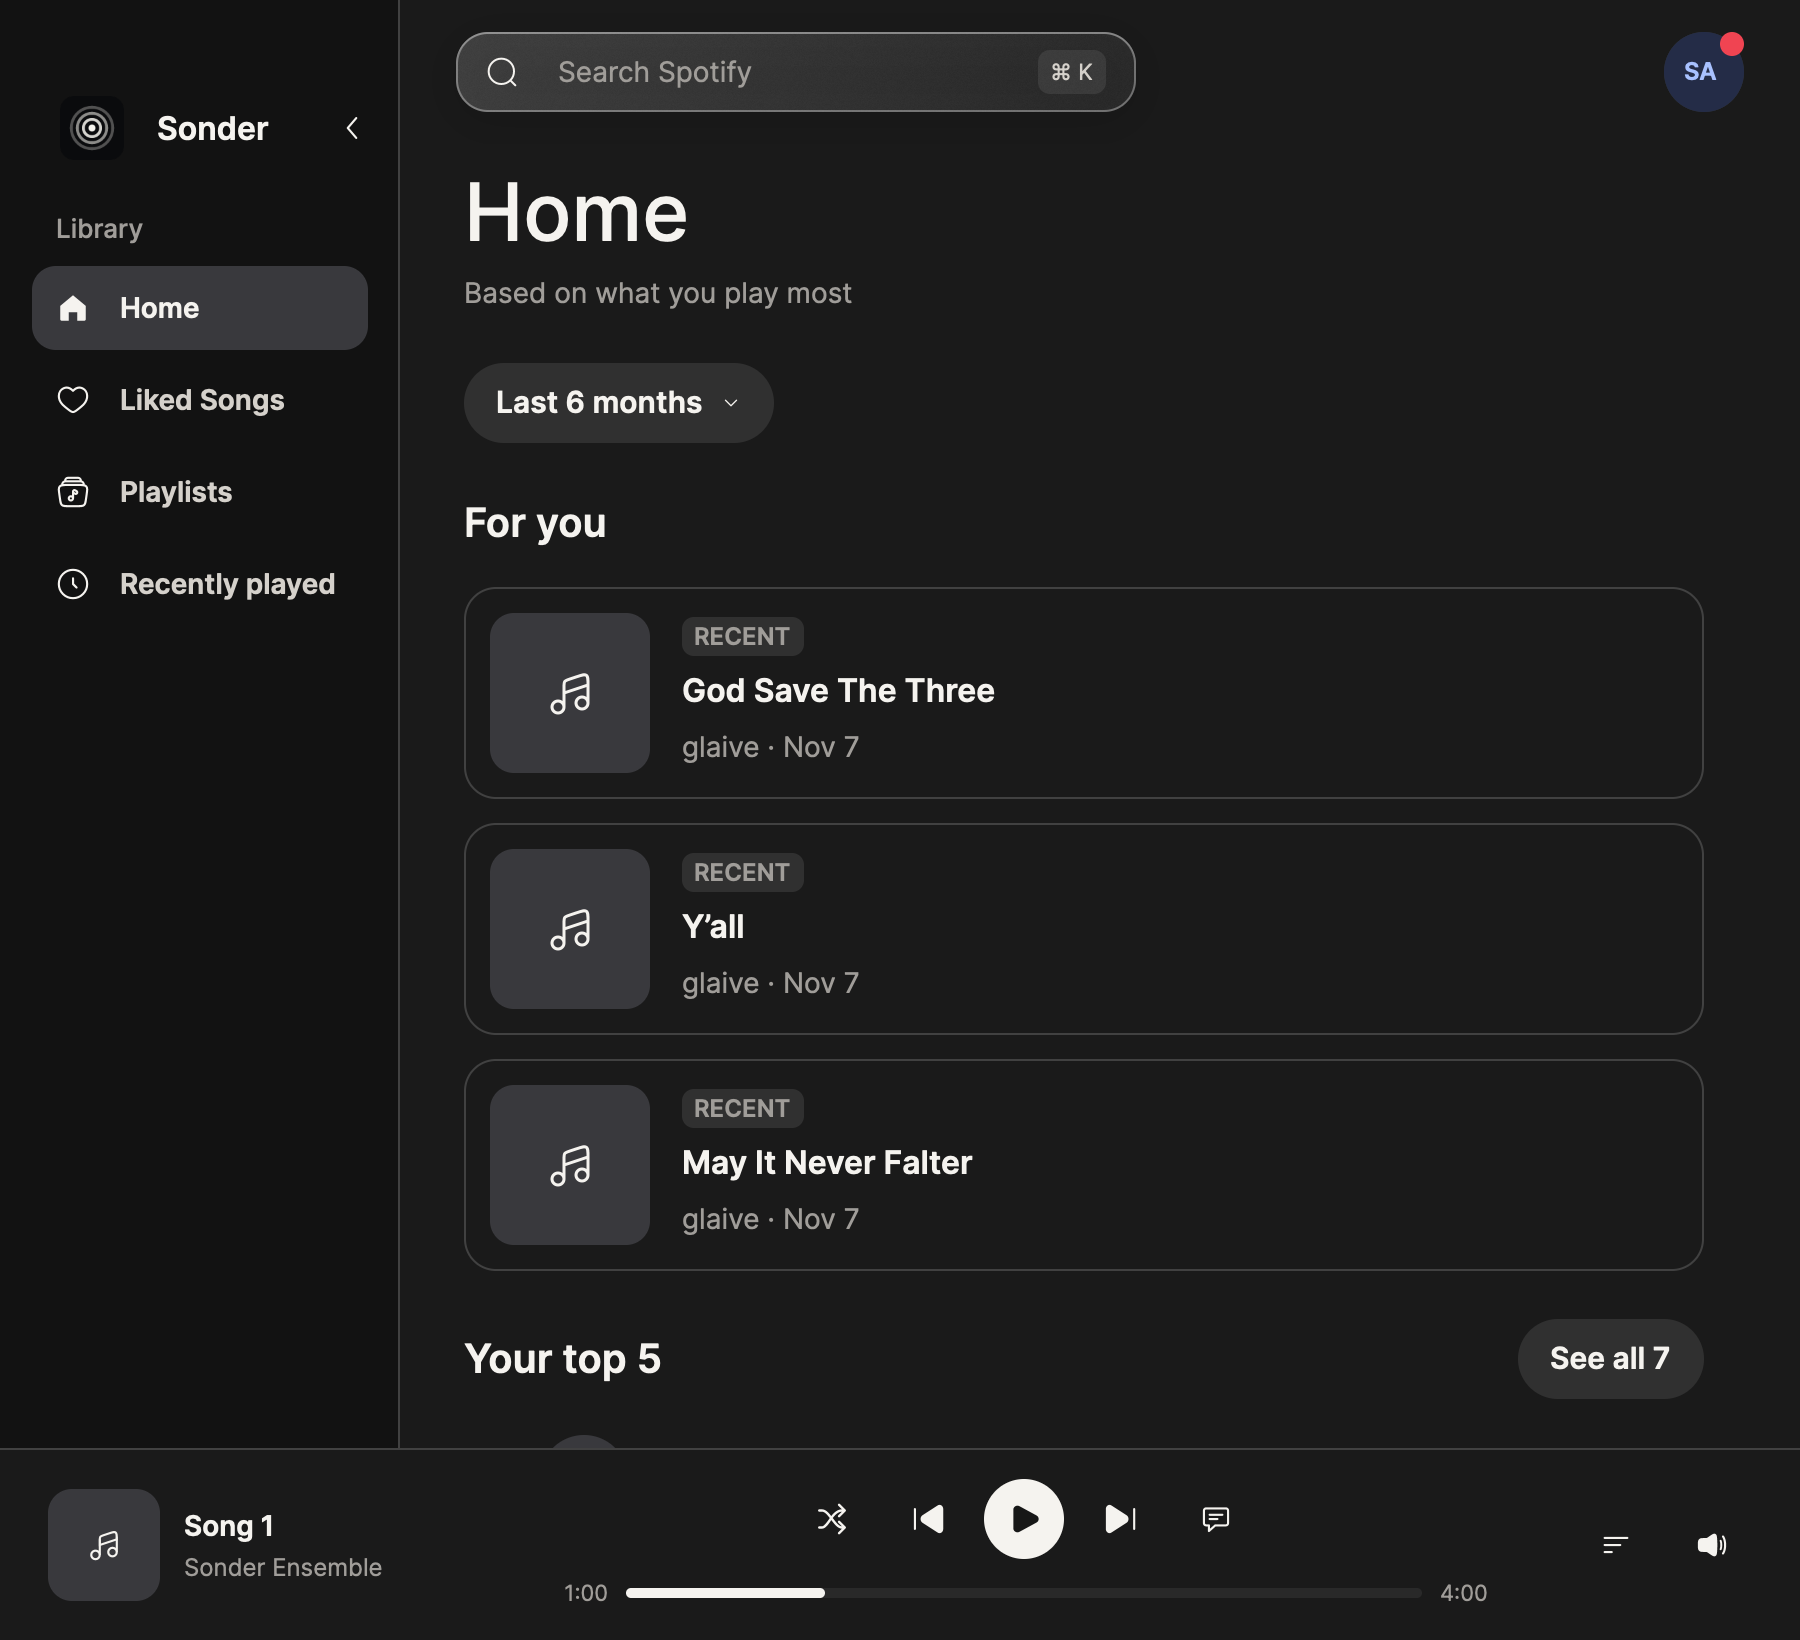 Search Spotify
⌘ K
SA
Sonder
Library
Home
Liked Songs
Playlists
Recently played
Home
Based on what you play most
Last 6 months
For you
RECENT
God Save The Three
glaive · Nov 7
RECENT
Y’all
glaive · Nov 7
RECENT
May It Never Falter
glaive · Nov 7
Your top 5
See all 7
Song 1
Sonder Ensemble
1:00
4:00